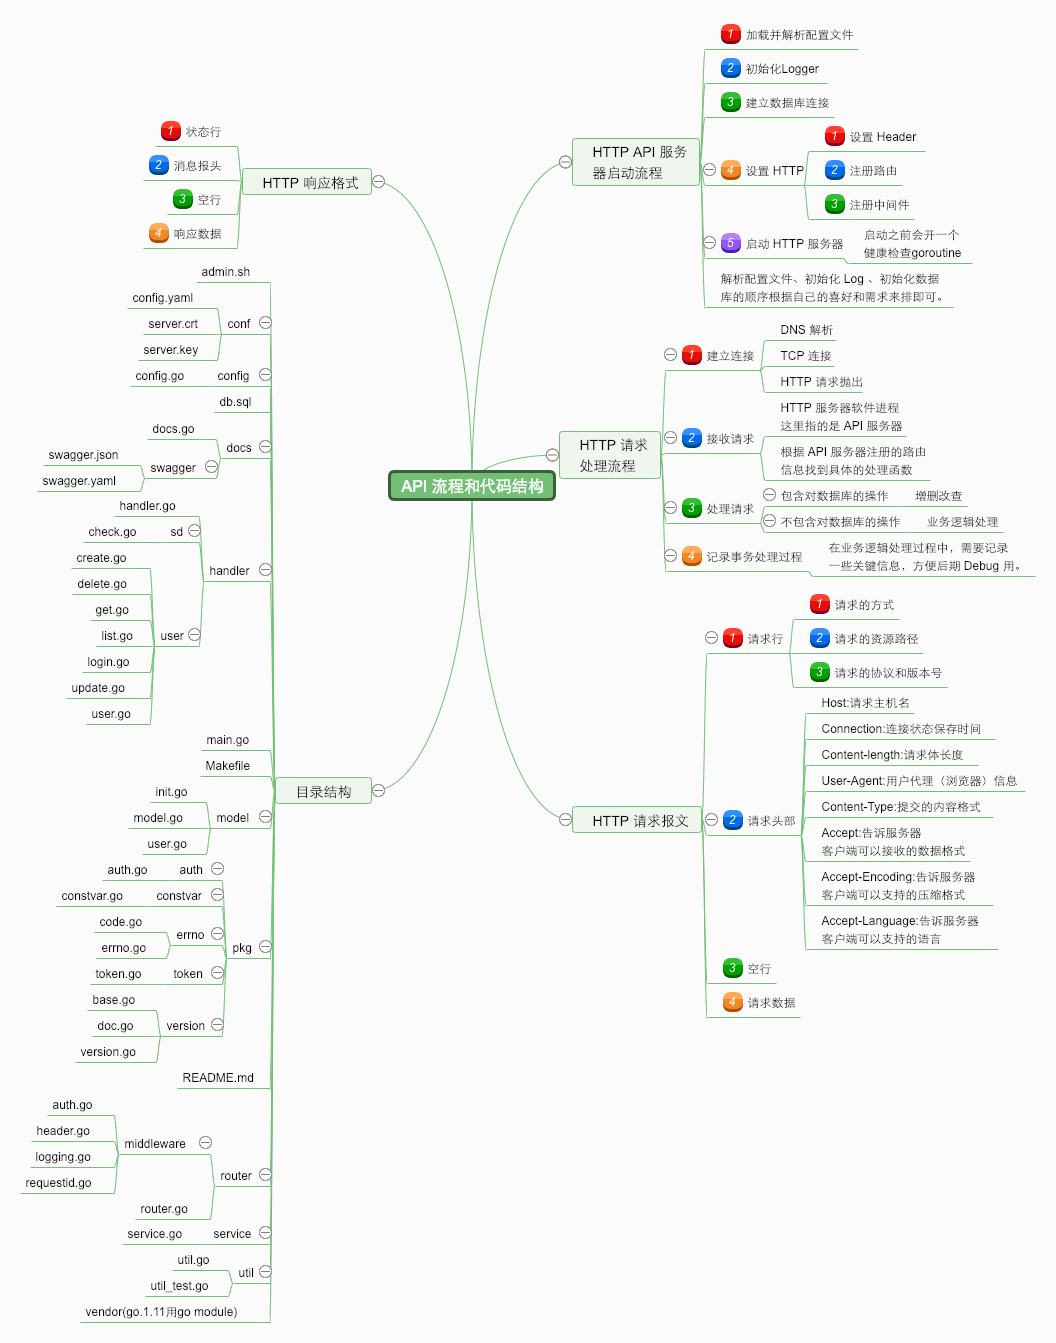 API 流程和代码结构
HTTP API 服务
器启动流程
1 加载并解析配置文件
2 初始化Logger
3 建立数据库连接
4 设置 HTTP
1 设置 Header
2 注册路由
3 注册中间件
5 启动 HTTP 服务器
启动之前会开一个
健康检查goroutine
解析配置文件、初始化 Log 、初始化数据
库的顺序根据自己的喜好和需求来排即可。
HTTP 请求
处理流程
1 建立连接
DNS 解析
TCP 连接
HTTP 请求抛出
2 接收请求
HTTP 服务器软件进程
这里指的是 API 服务器
根据 API 服务器注册的路由
信息找到具体的处理函数
3 处理请求
包含对数据库的操作
增删改查
不包含对数据库的操作
业务逻辑处理
4 记录事务处理过程
在业务逻辑处理过程中，需要记录
一些关键信息，方便后期 Debug 用。
HTTP 请求报文
1 请求行
1 请求的方式
2 请求的资源路径
3 请求的协议和版本号
2 请求头部
Host:请求主机名
Connection:连接状态保存时间
Content-length:请求体长度
User-Agent:用户代理（浏览器）信息
Content-Type:提交的内容格式
Accept:告诉服务器
客户端可以接收的数据格式
Accept-Encoding:告诉服务器
客户端可以支持的压缩格式
Accept-Language:告诉服务器
客户端可以支持的语言
3 空行
4 请求数据
HTTP 响应格式
1 状态行
2 消息报头
3 空行
4 响应数据
目录结构
admin.sh
conf
config.yaml
server.crt
server.key
config
config.go
db.sql
docs
docs.go
swagger
swagger.json
swagger.yaml
handler
handler.go
sd
check.go
user
create.go
delete.go
get.go
list.go
login.go
update.go
user.go
main.go
Makefile
model
init.go
model.go
user.go
pkg
auth
auth.go
constvar
constvar.go
errno
code.go
errno.go
token
token.go
version
base.go
doc.go
version.go
README.md
router
middleware
auth.go
header.go
logging.go
requestid.go
router.go
service
service.go
util
util.go
util_test.go
vendor(go.1.11用go module)